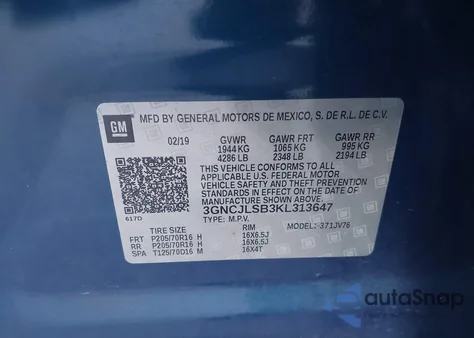 GM
MFD BY GENERAL MOTORS DE MEXICO, S. DE R.L. DE C.V.
02/19 GVWR GAWR FRT GAWR RR
1944 KG 1065 KG 995 KG
4286 LB 2348 LB 2194 LB
THIS VEHICLE CONFORMS TO ALL
APPLICABLE U.S. FEDERAL MOTOR
VEHICLE SAFETY AND THEFT PREVENTION
STANDARDS IN EFFECT ON THE DATE OF
MANUFACTURE SHOWN ABOVE.
3GNCJLSB3KL313647
617D TYPE: M.P.V.
TIRE SIZE RIM MODEL: 371JV76
FRT P205/70R16 H 16X6.5J
RR P205/70R16 H 16X6.5J
SPA T125/70D16 M 16X4T
autaSnap